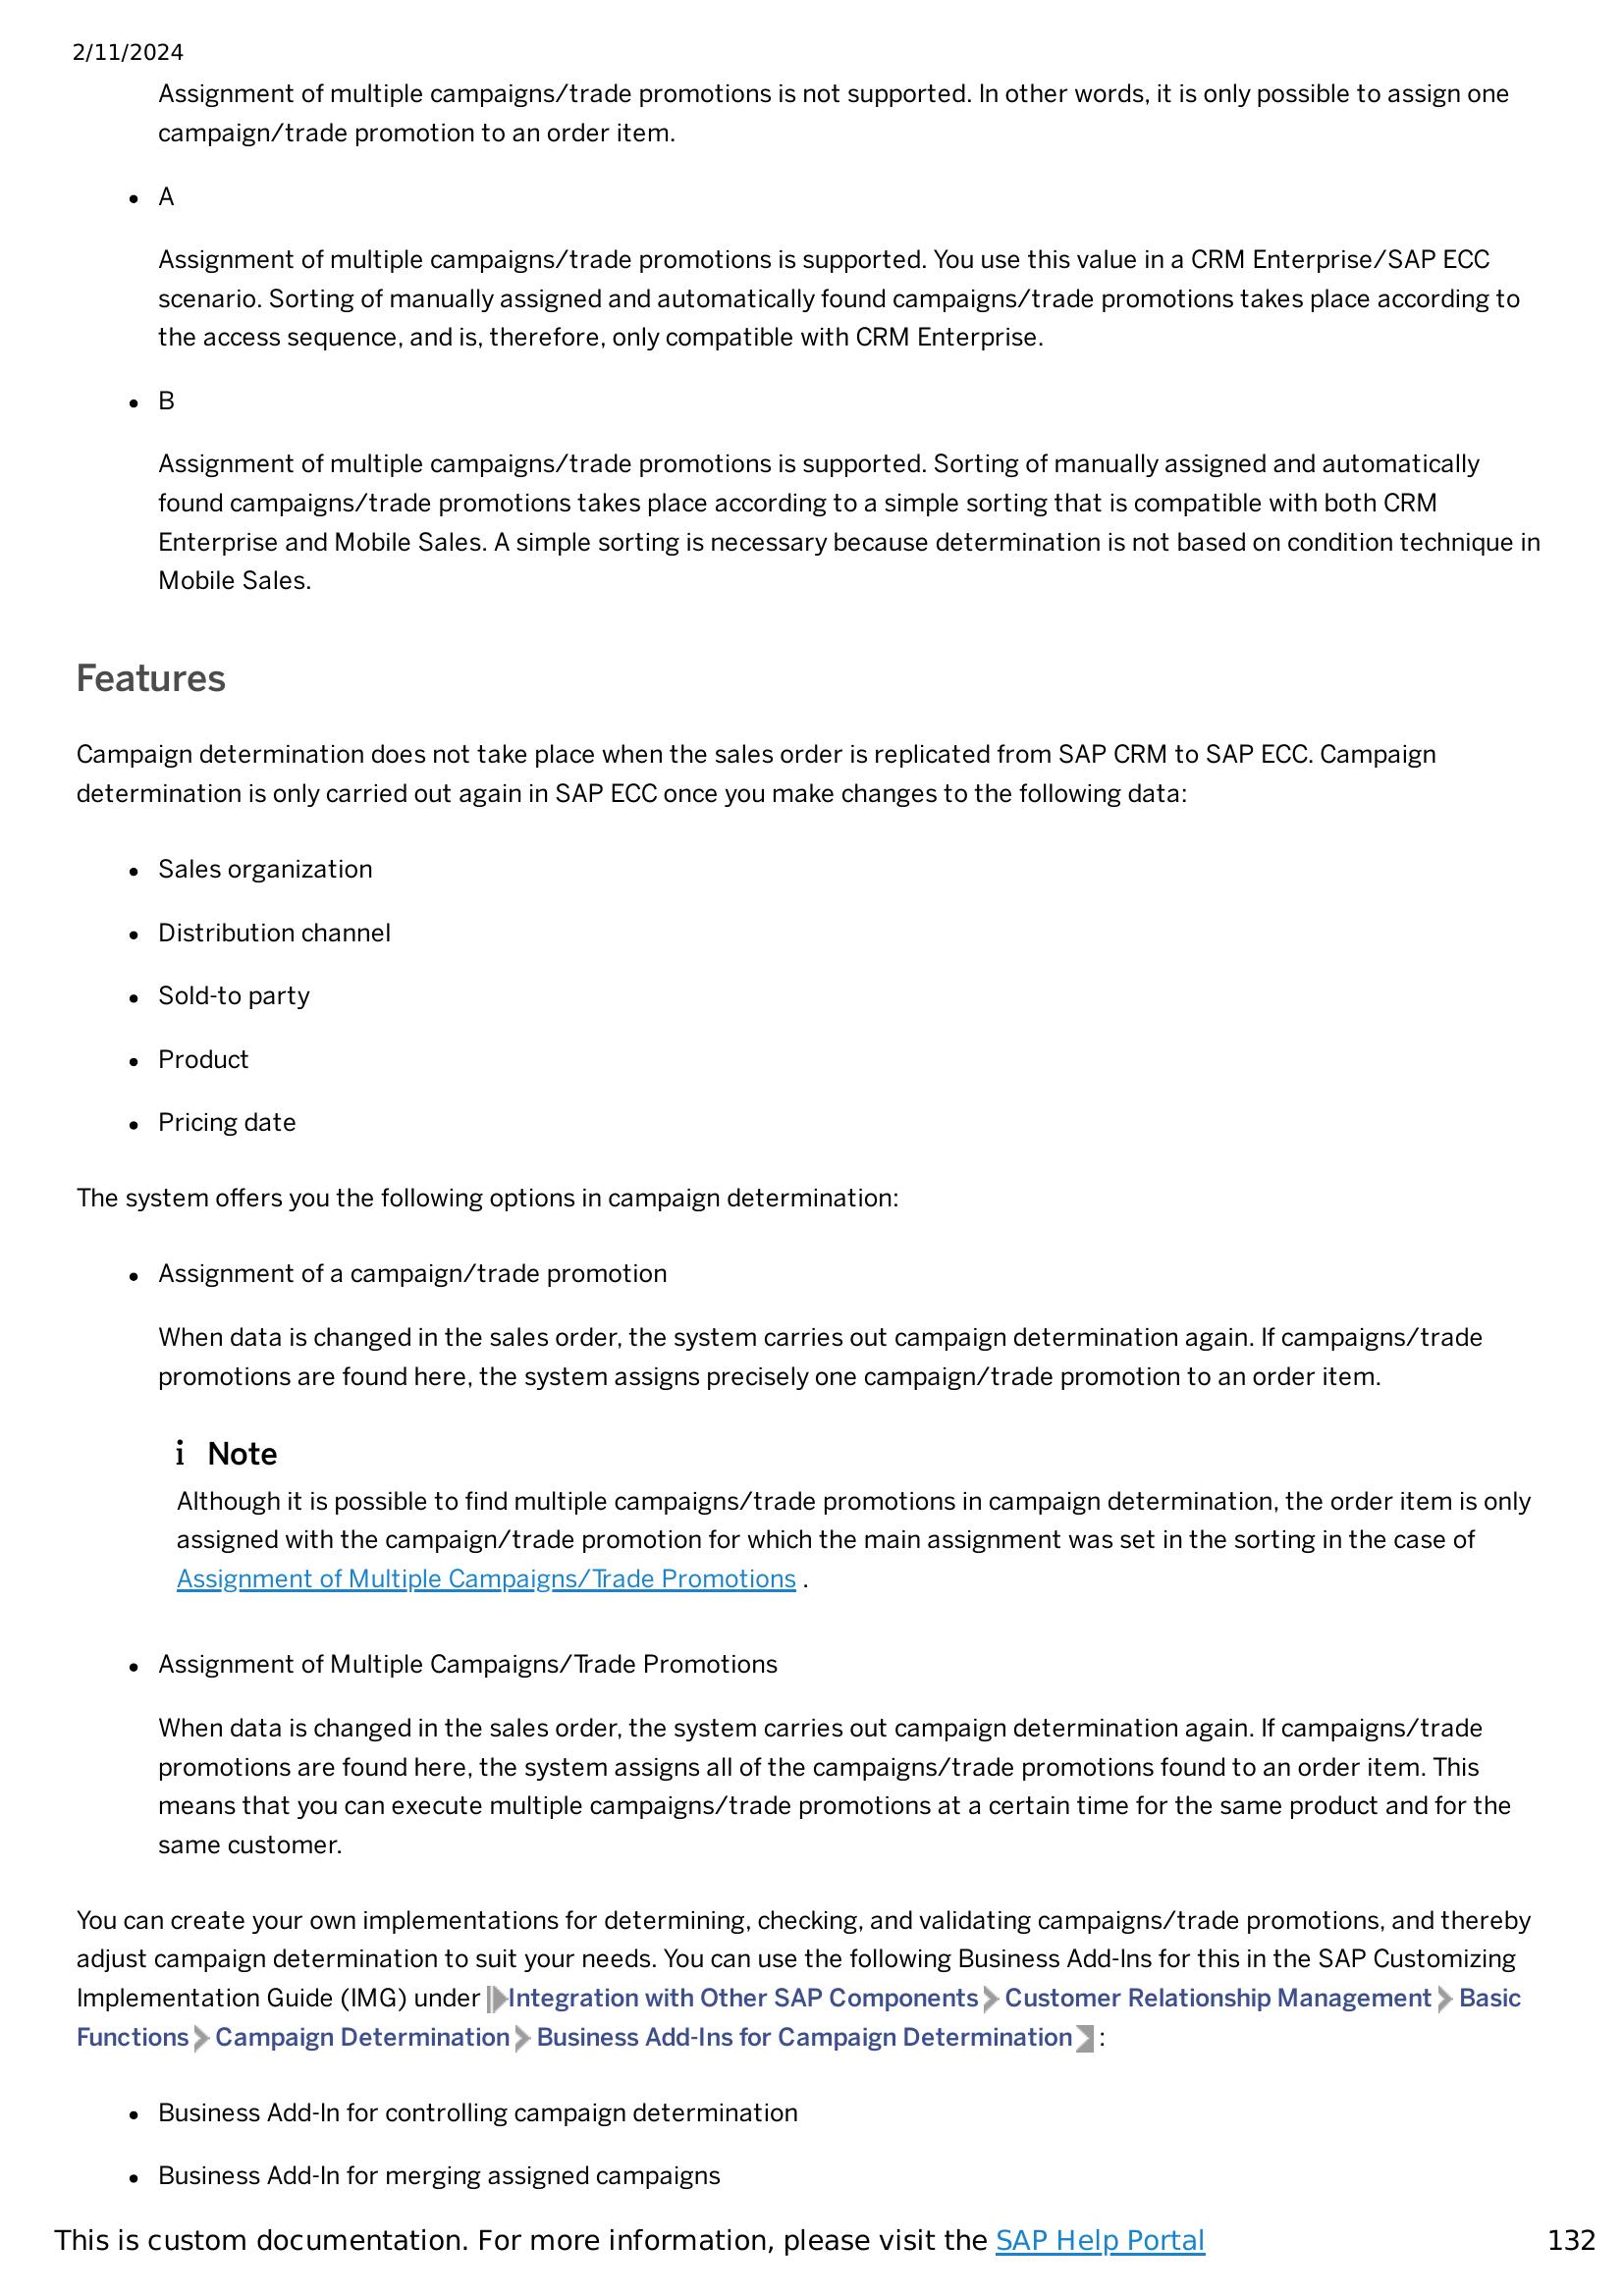 2/11/2024
Assignment of multiple campaigns/trade promotions is not supported. In other words, it is only possible to assign one
campaign/trade promotion to an order item.
• A
Assignment of multiple campaigns/trade promotions is supported. You use this value in a CRM Enterprise/SAP ECC
scenario. Sorting of manually assigned and automatically found campaigns/trade promotions takes place according to
the access sequence, and is, therefore, only compatible with CRM Enterprise.
• B
Assignment of multiple campaigns/trade promotions is supported. Sorting of manually assigned and automatically
found campaigns/trade promotions takes place according to a simple sorting that is compatible with both CRM
Enterprise and Mobile Sales. A simple sorting is necessary because determination is not based on condition technique in
Mobile Sales.
Features
Campaign determination does not take place when the sales order is replicated from SAP CRM to SAP ECC. Campaign
determination is only carried out again in SAP ECC once you make changes to the following data:
• Sales organization
• Distribution channel
• Sold-to party
• Product
• Pricing date
The system offers you the following options in campaign determination:
• Assignment of a campaign/trade promotion
When data is changed in the sales order, the system carries out campaign determination again. If campaigns/trade
promotions are found here, the system assigns precisely one campaign/trade promotion to an order item.
i Note
Although it is possible to find multiple campaigns/trade promotions in campaign determination, the order item is only
assigned with the campaign/trade promotion for which the main assignment was set in the sorting in the case of
Assignment of Multiple Campaigns/Trade Promotions .
• Assignment of Multiple Campaigns/Trade Promotions
When data is changed in the sales order, the system carries out campaign determination again. If campaigns/trade
promotions are found here, the system assigns all of the campaigns/trade promotions found to an order item. This
means that you can execute multiple campaigns/trade promotions at a certain time for the same product and for the
same customer.
You can create your own implementations for determining, checking, and validating campaigns/trade promotions, and thereby
adjust campaign determination to suit your needs. You can use the following Business Add-Ins for this in the SAP Customizing
Implementation Guide (IMG) under Integration with Other SAP Components Customer Relationship Management Basic
Functions Campaign Determination Business Add-Ins for Campaign Determination :
• Business Add-In for controlling campaign determination
• Business Add-In for merging assigned campaigns
This is custom documentation. For more information, please visit the SAP Help Portal 132